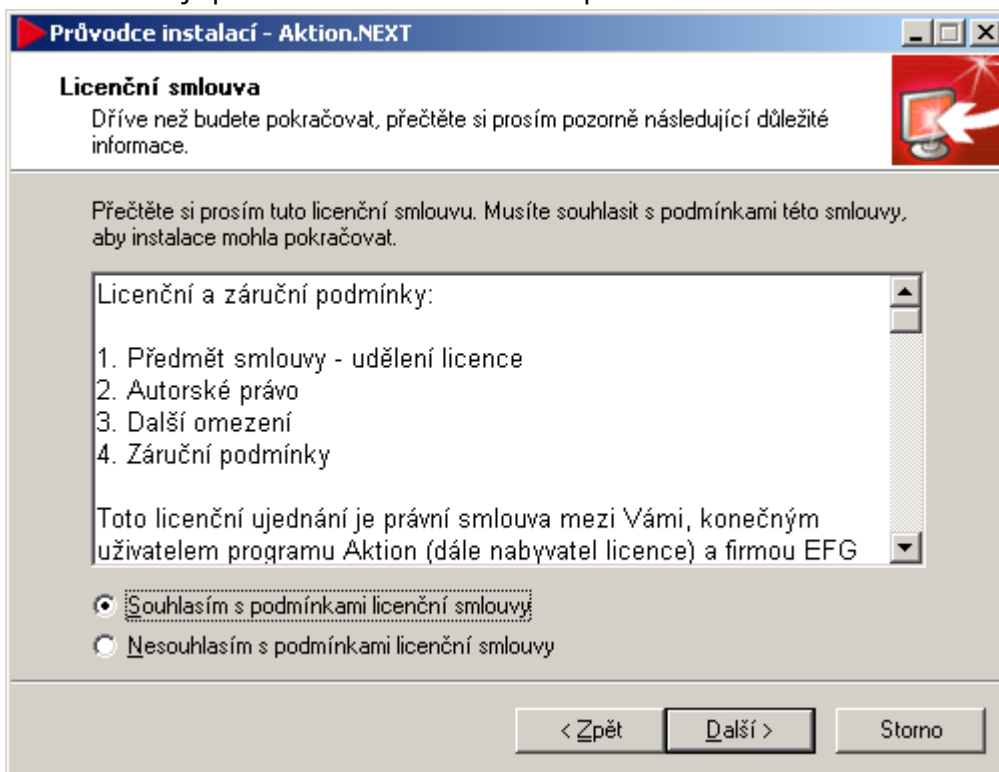 Průvodce instalací - Aktion.NEXT
Licenční smlouva
Dříve než budete pokračovat, přečtěte si prosím pozorně následující důležité
informace.
Přečtěte si prosím tuto licenční smlouvu. Musíte souhlasit s podmínkami této smlouvy,
aby instalace mohla pokračovat.
Licenční a záruční podmínky:
1. Předmět smlouvy - udělení licence
2. Autorské právo
3. Další omezení
4. Záruční podmínky
Toto licenční ujednání je právní smlouva mezi Vámi, konečným
uživatelem programu Aktion (dále nabyvatel licence) a firmou EFG
Souhlasím s podmínkami licenční smlouvy
Nesouhlasím s podmínkami licenční smlouvy
< Zpět
Další >
Storno